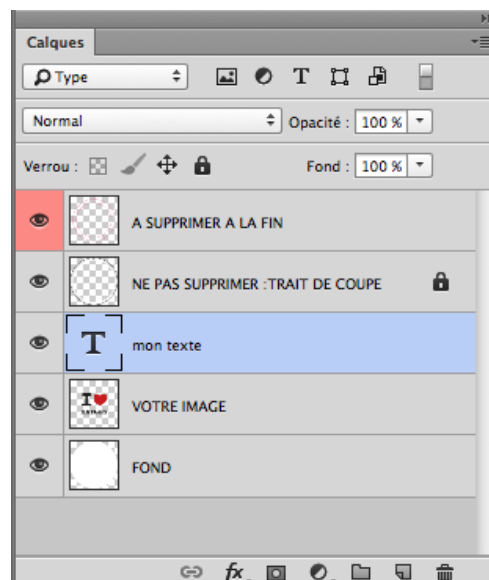 Calques
Type
Normal Opacité : 100 %
Verrou : Fond : 100 %
A SUPPRIMER A LA FIN
NE PAS SUPPRIMER :TRAIT DE COUPE
T mon texte
I VOTRE IMAGE
FOND
fx